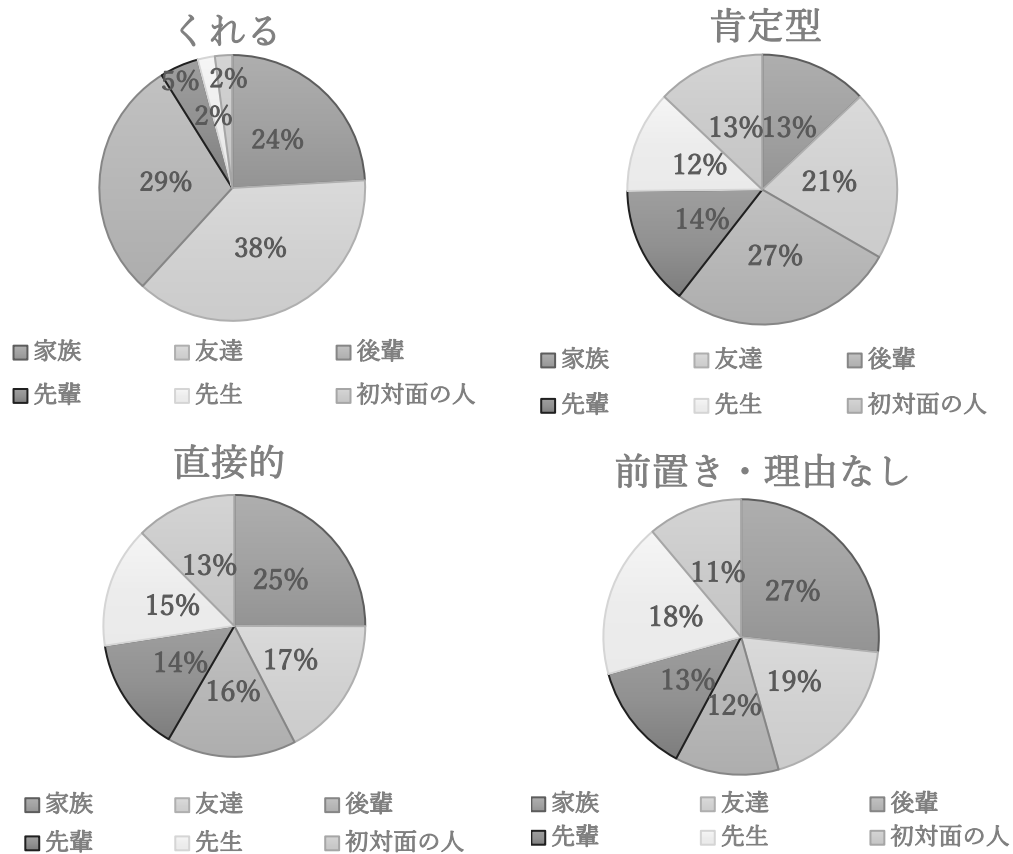 くれる
5%
2%
2%
24%
29%
38%
家族 友達 後輩
先輩 先生 初対面の人
肯定型
13%
13%
12%
21%
14%
27%
家族 友達 後輩
先輩 先生 初対面の人
直接的
13%
25%
15%
14%
17%
16%
家族 友達 後輩
先輩 先生 初対面の人
前置き・理由なし
11%
27%
18%
13%
19%
12%
家族 友達 後輩
先輩 先生 初対面の人